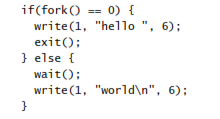 if(fork() == 0) {
write(1, "hello ", 6);
exit();
} else {
wait();
write(1, "world\n", 6);
}